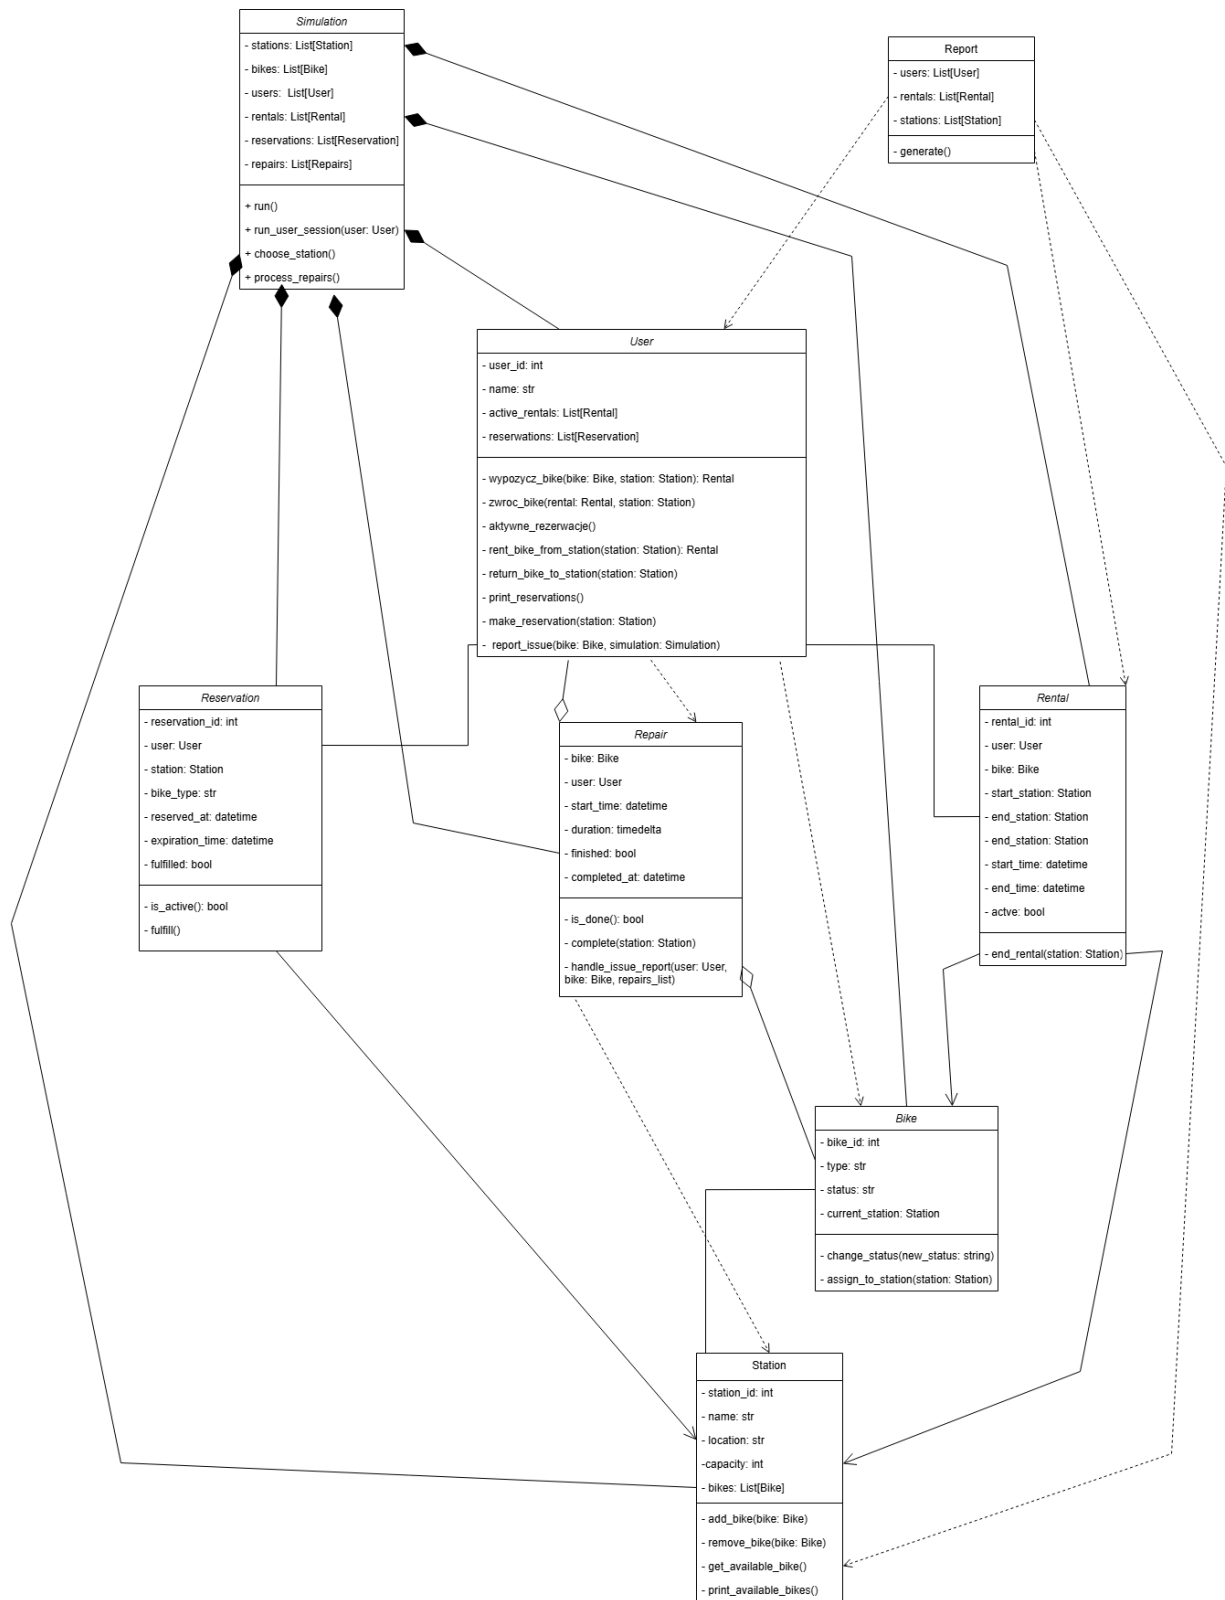 Simulation
- stations: List[Station]
- bikes: List[Bike]
- users:  List[User]
- rentals: List[Rental]
- reservations: List[Reservation]
- repairs: List[Repairs]
+ run()
+ run_user_session(user: User)
+ choose_station()
+ process_repairs()
Report
- users: List[User]
- rentals: List[Rental]
- stations: List[Station]
- generate()
User
- user_id: int
- name: str
- active_rentals: List[Rental]
- reserwations: List[Reservation]
- wypozycz_bike(bike: Bike, station: Station): Rental
- zwroc_bike(rental: Rental, station: Station)
- aktywne_rezerwacje()
- rent_bike_from_station(station: Station): Rental
- return_bike_to_station(station: Station)
- print_reservations()
- make_reservation(station: Station)
-  report_issue(bike: Bike, simulation: Simulation)
Reservation
- reservation_id: int
- user: User
- station: Station
- bike_type: str
- reserved_at: datetime
- expiration_time: datetime
- fulfilled: bool
- is_active(): bool
- fulfill()
Repair
- bike: Bike
- user: User
- start_time: datetime
- duration: timedelta
- finished: bool
- completed_at: datetime
- is_done(): bool
- complete(station: Station)
- handle_issue_report(user: User,
bike: Bike, repairs_list)
Rental
- rental_id: int
- user: User
- bike: Bike
- start_station: Station
- end_station: Station
- end_station: Station
- start_time: datetime
- end_time: datetime
- actve: bool
- end_rental(station: Station)
Bike
- bike_id: int
- type: str
- status: str
- current_station: Station
- change_status(new_status: string)
- assign_to_station(station: Station)
Station
- station_id: int
- name: str
- location: str
-capacity: int
- bikes: List[Bike]
- add_bike(bike: Bike)
- remove_bike(bike: Bike)
- get_available_bike()
- print_available_bikes()